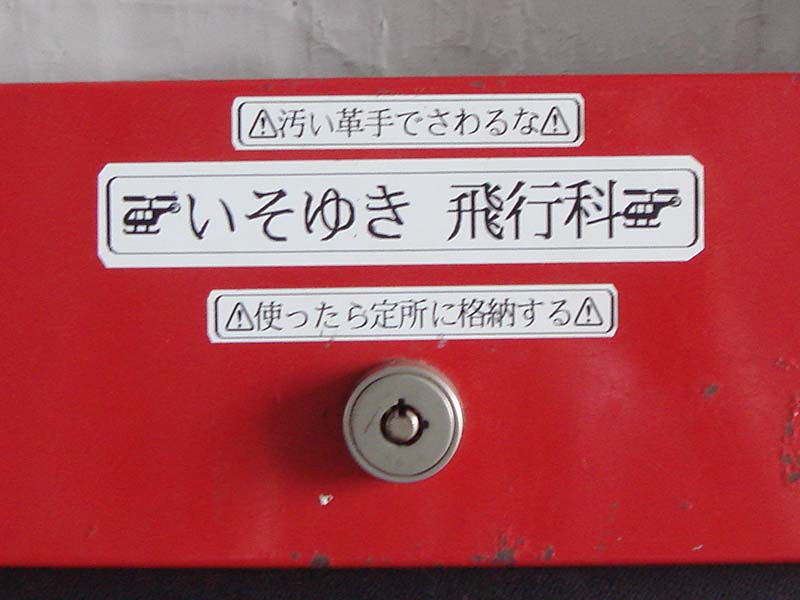 ⚠汚い革手でさわるな⚠
いそゆき 飛行科
⚠使ったら定所に格納する⚠